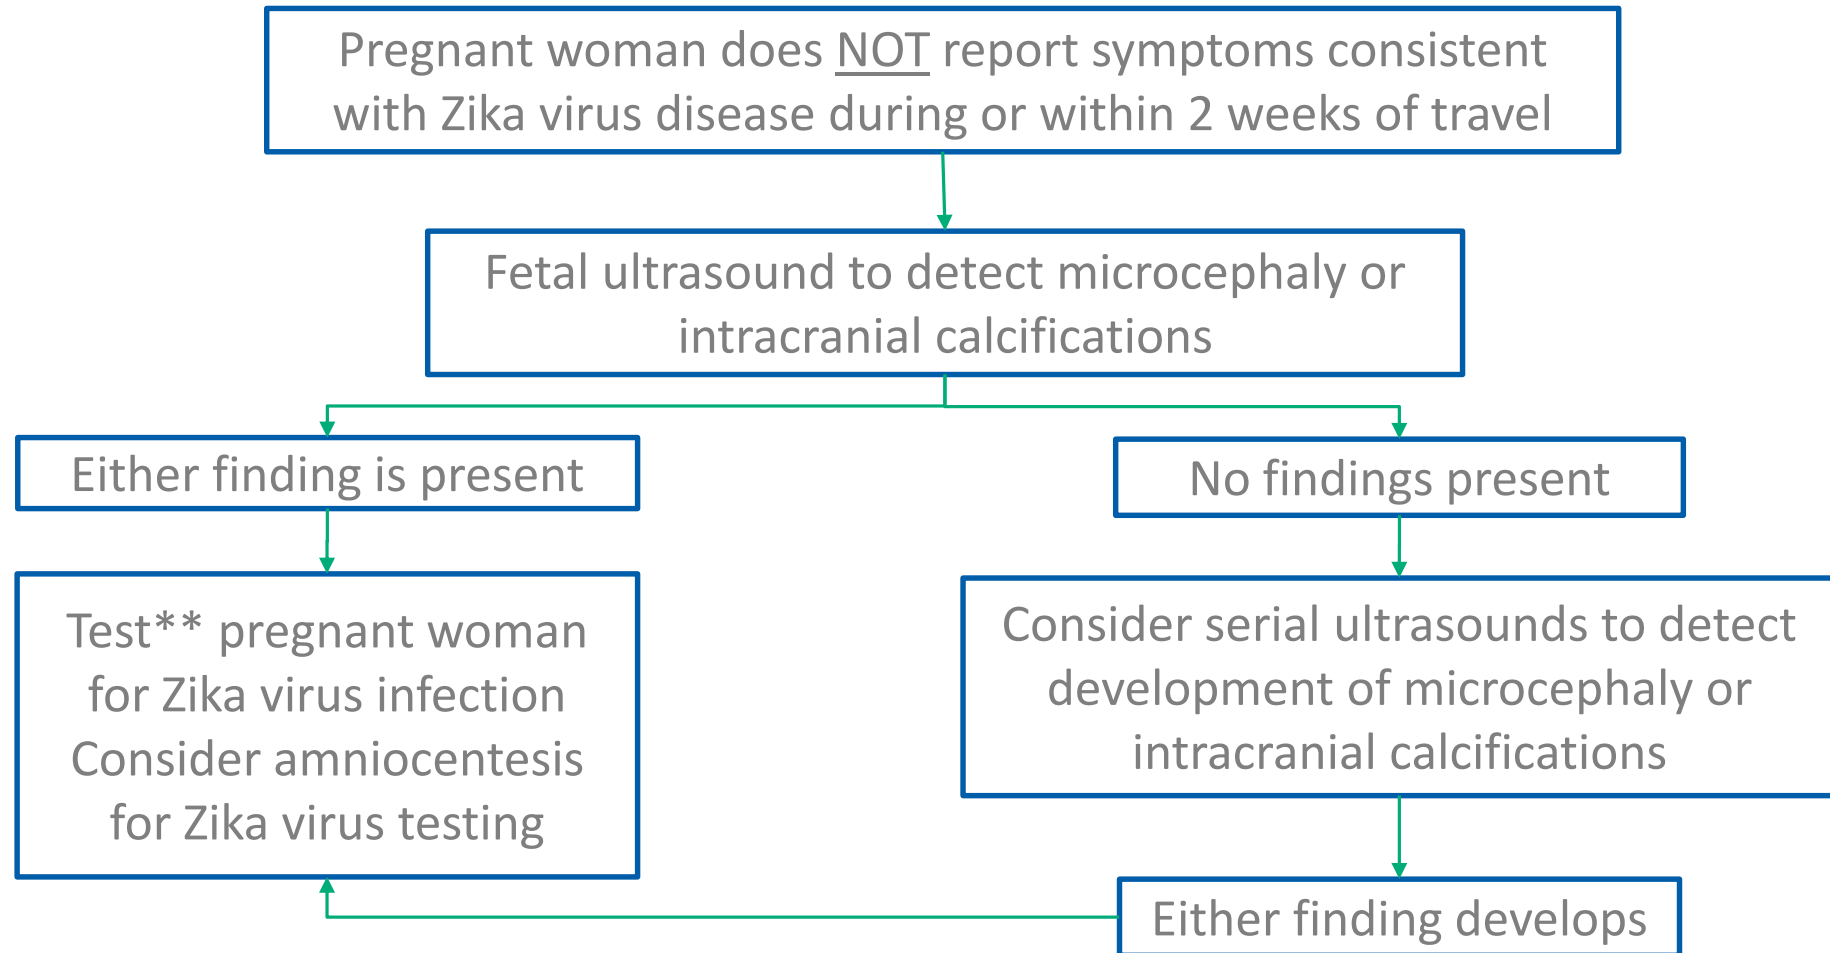 Pregnant woman does NOT report symptoms consistent
with Zika virus disease during or within 2 weeks of travel
Fetal ultrasound to detect microcephaly or
intracranial calcifications
Either finding is present
No findings present
Test** pregnant woman
for Zika virus infection
Consider amniocentesis
for Zika virus testing
Consider serial ultrasounds to detect
development of microcephaly or
intracranial calcifications
Either finding develops